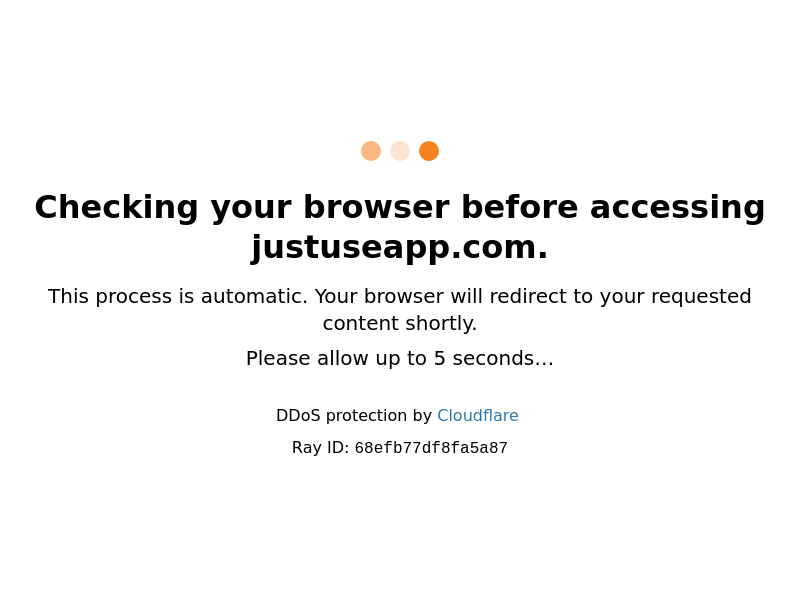 Checking your browser before accessing
justuseapp.com.
This process is automatic. Your browser will redirect to your requested
content shortly.
Please allow up to 5 seconds…
DDoS protection by Cloudflare
Ray ID: 68efb77df8fa5a87